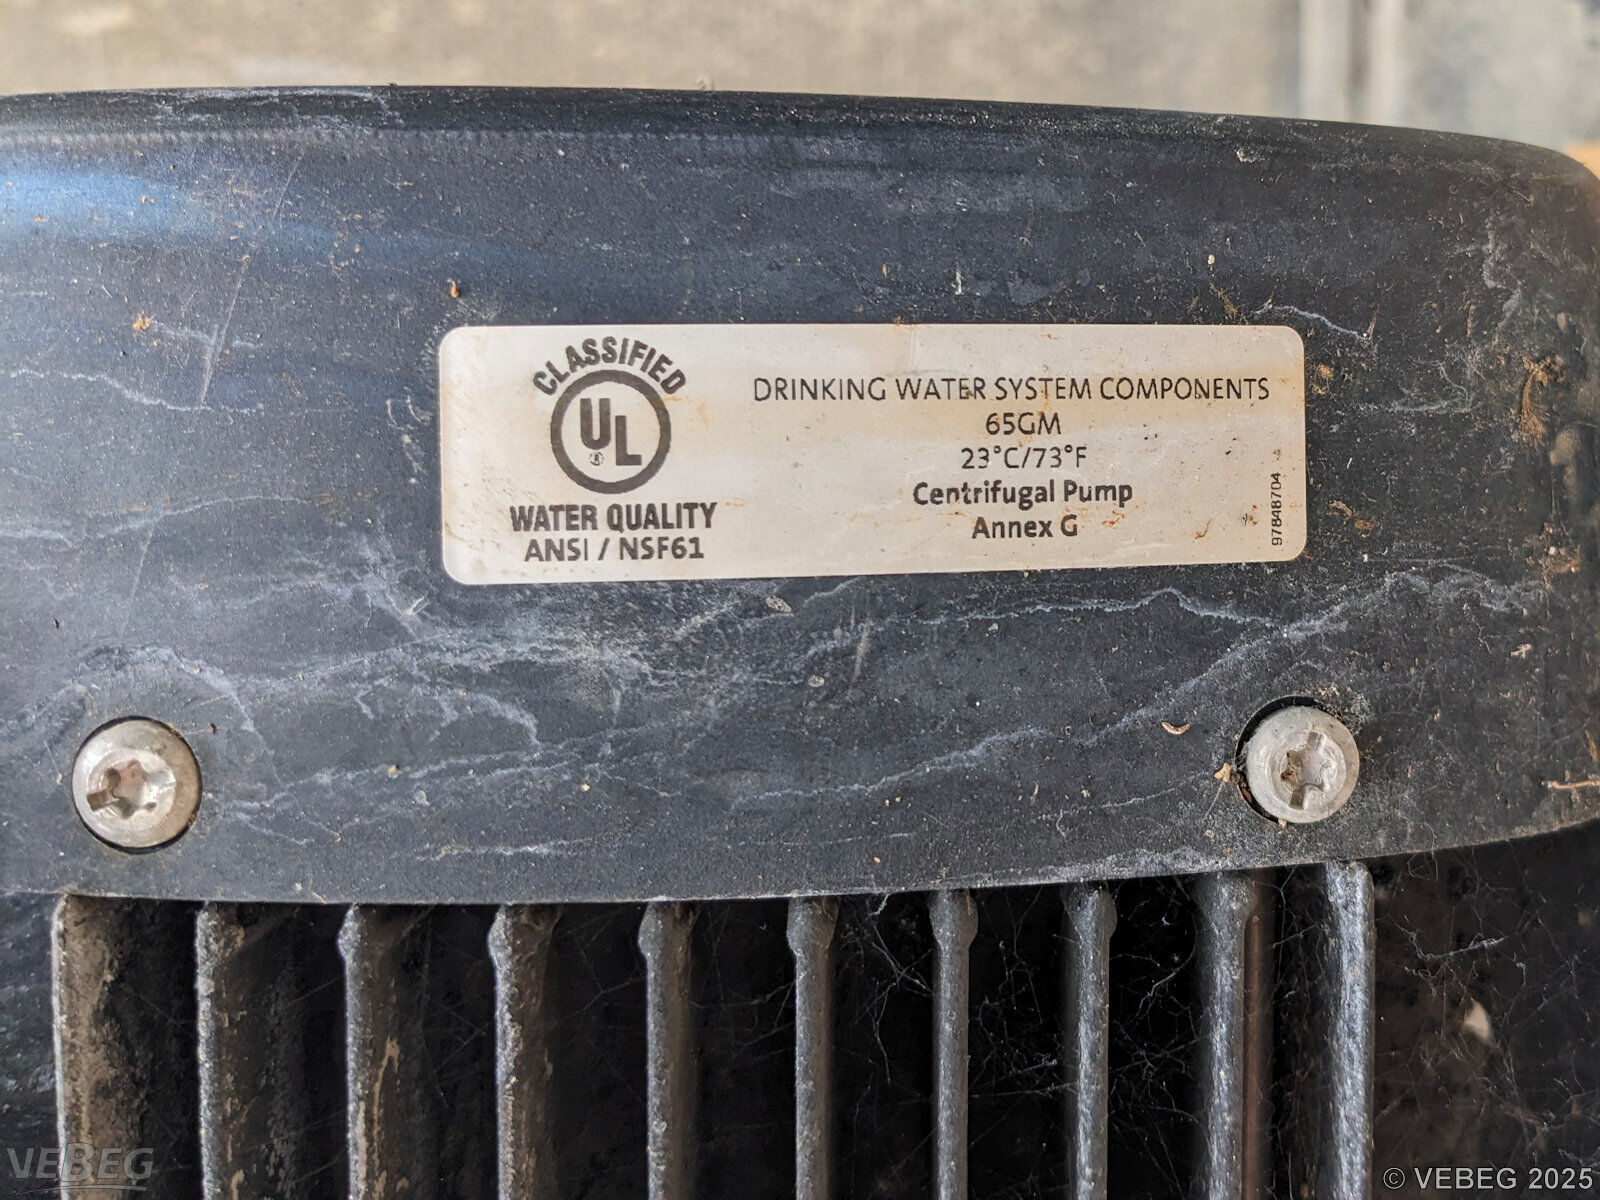 CLASSIFIED
UL
®
WATER QUALITY
ANSI / NSF61
DRINKING WATER SYSTEM COMPONENTS
65GM
23°C/73°F
Centrifugal Pump
Annex G
97848704
VEBEG
© VEBEG 2025